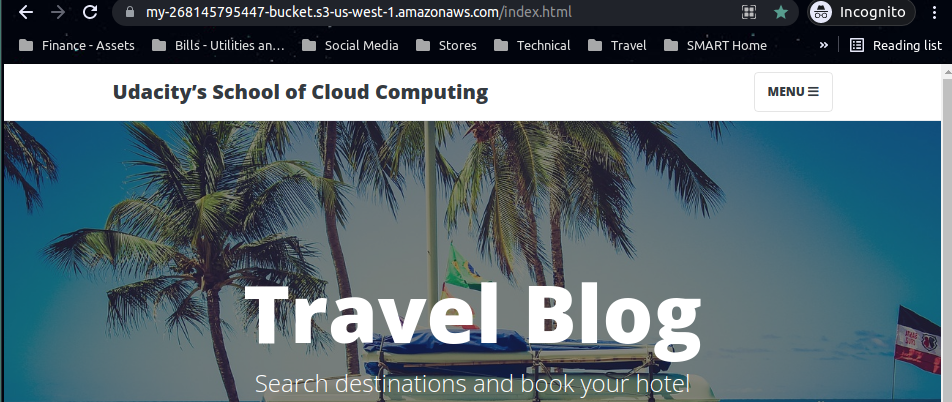 my-268145795447-bucket.s3-us-west-1.amazonaws.com/index.html
Incognito
Finance - Assets
Bills - Utilities an...
Social Media
Stores
Technical
Travel
SMART Home
»
Reading list
Udacity’s School of Cloud Computing
MENU
Travel Blog
Search destinations and book your hotel